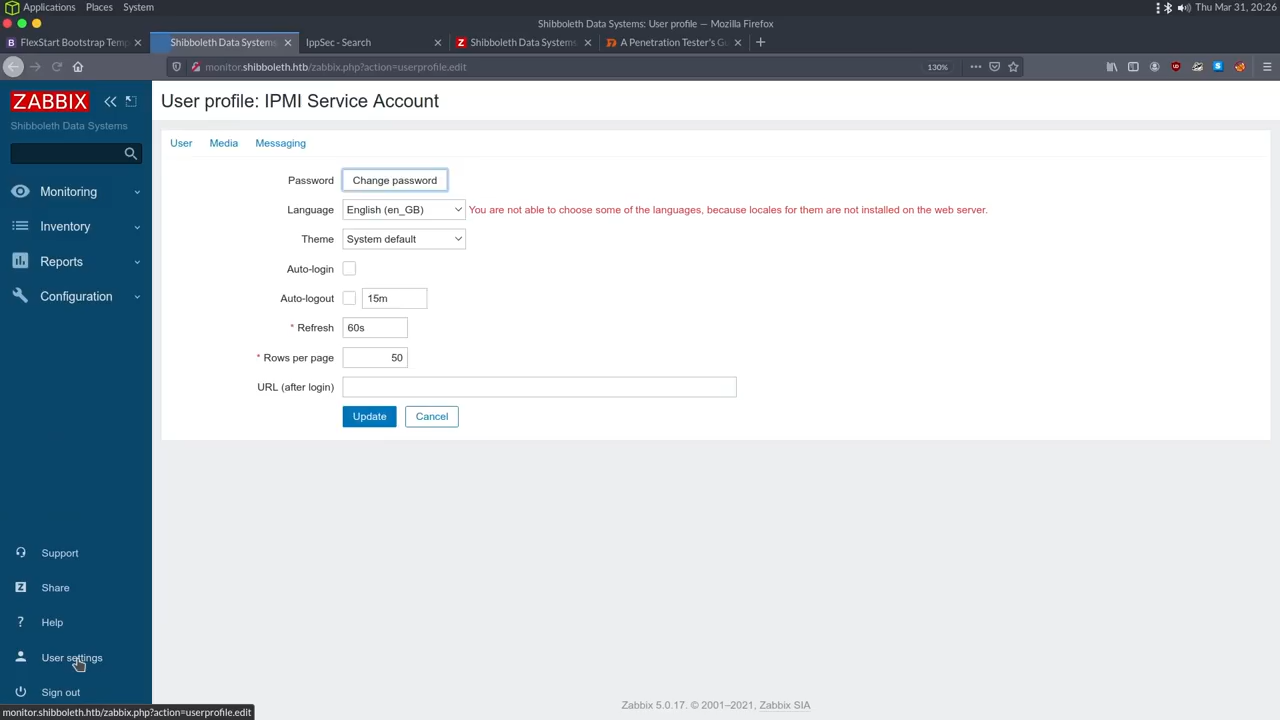 Applications Places System Thu Mar 31, 20:26
Shibboleth Data Systems: User profile — Mozilla Firefox
FlexStart Bootstrap Temp Shibboleth Data Systems IppSec - Search Shibboleth Data Systems A Penetration Tester's Gu
monitor.shibboleth.htb/zabbix.php?action=userprofile.edit 130%
ZABBIX
Shibboleth Data Systems
Monitoring
Inventory
Reports
Configuration
Support
Share
Help
User settings
Sign out
User profile: IPMI Service Account
User Media Messaging
Password Change password
Language English (en_GB) You are not able to choose some of the languages, because locales for them are not installed on the web server.
Theme System default
Auto-login
Auto-logout 15m
* Refresh 60s
* Rows per page 50
URL (after login)
Update Cancel
Zabbix 5.0.17. © 2001–2021, Zabbix SIA
monitor.shibboleth.htb/zabbix.php?action=userprofile.edit